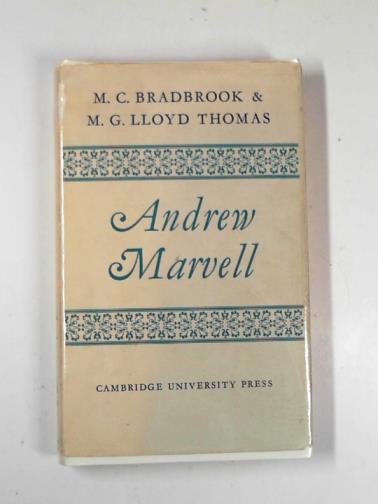 M. C. BRADBROOK &
M. G. LLOYD THOMAS
Andrew
Marvell
CAMBRIDGE UNIVERSITY PRESS